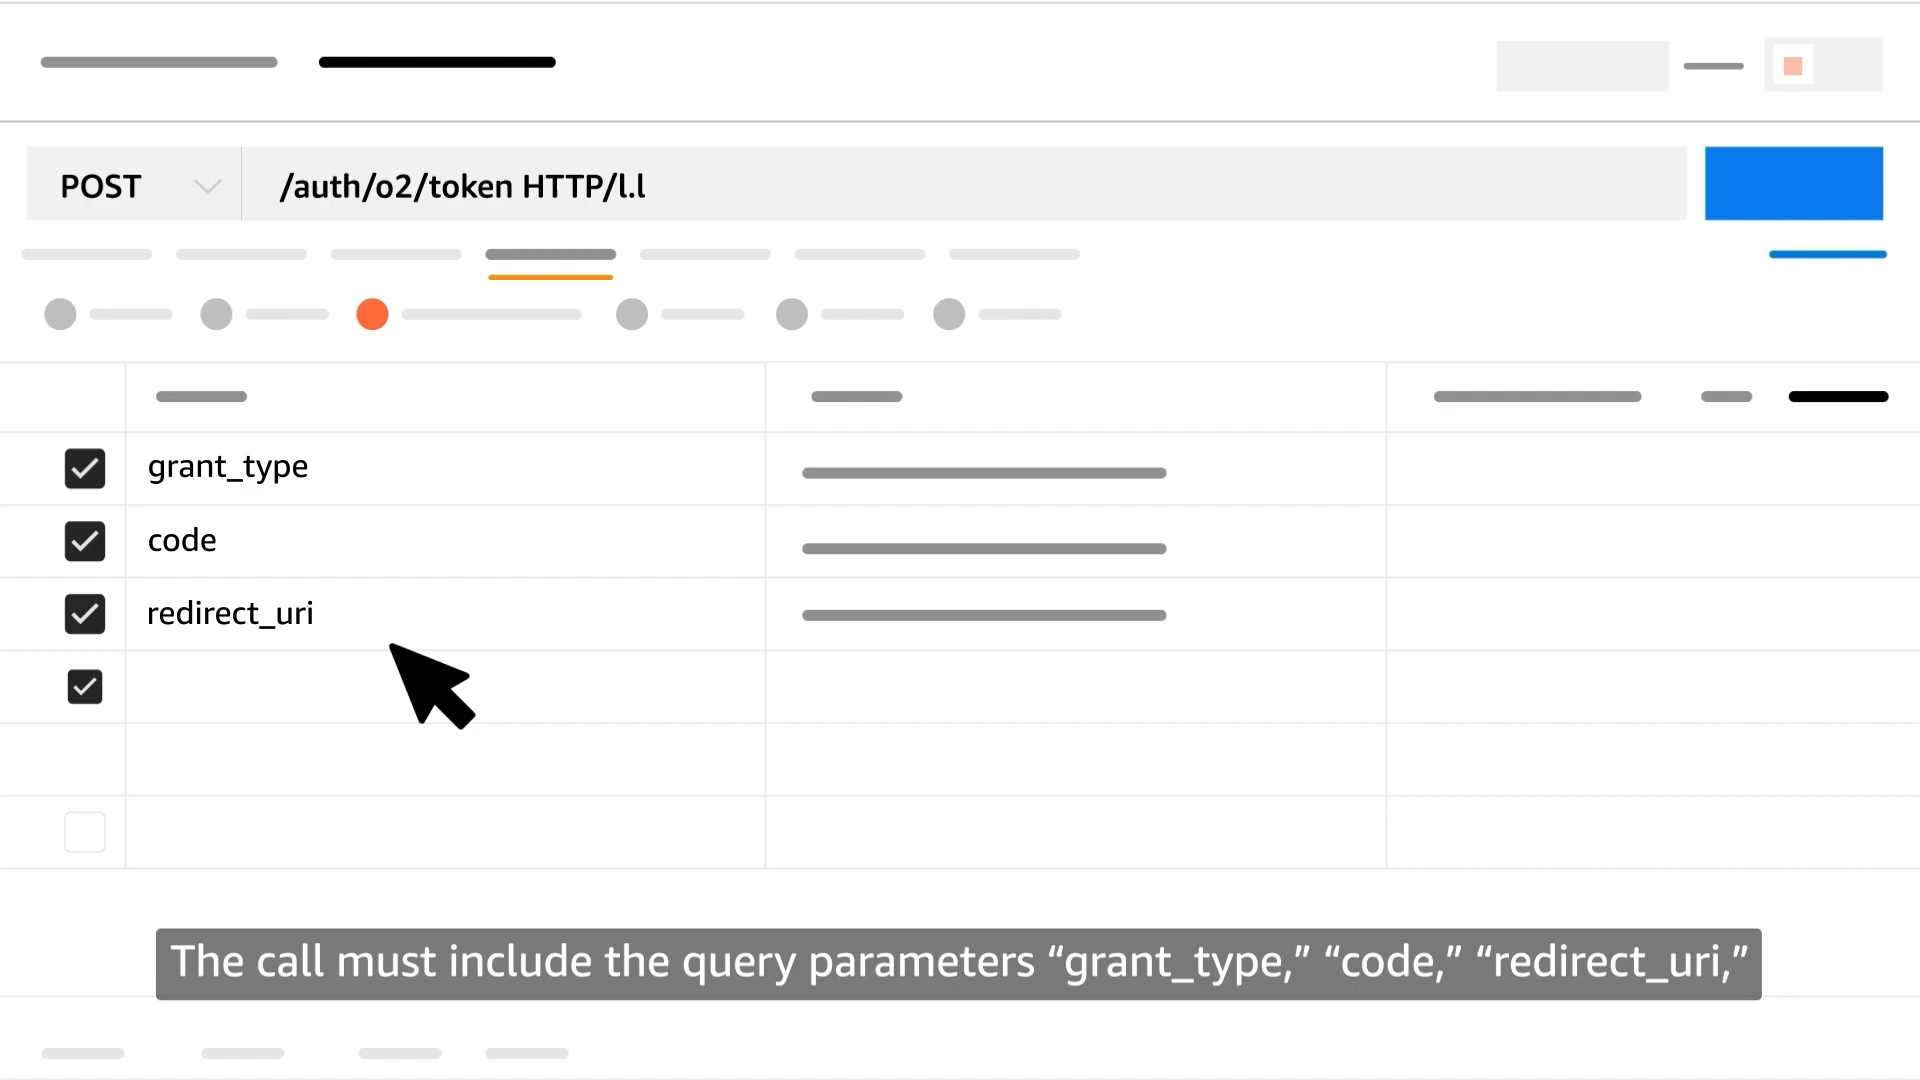 POST
/auth/o2/token HTTP/l.l
grant_type
code
redirect_uri
The call must include the query parameters “grant_type,” “code,” “redirect_uri,”